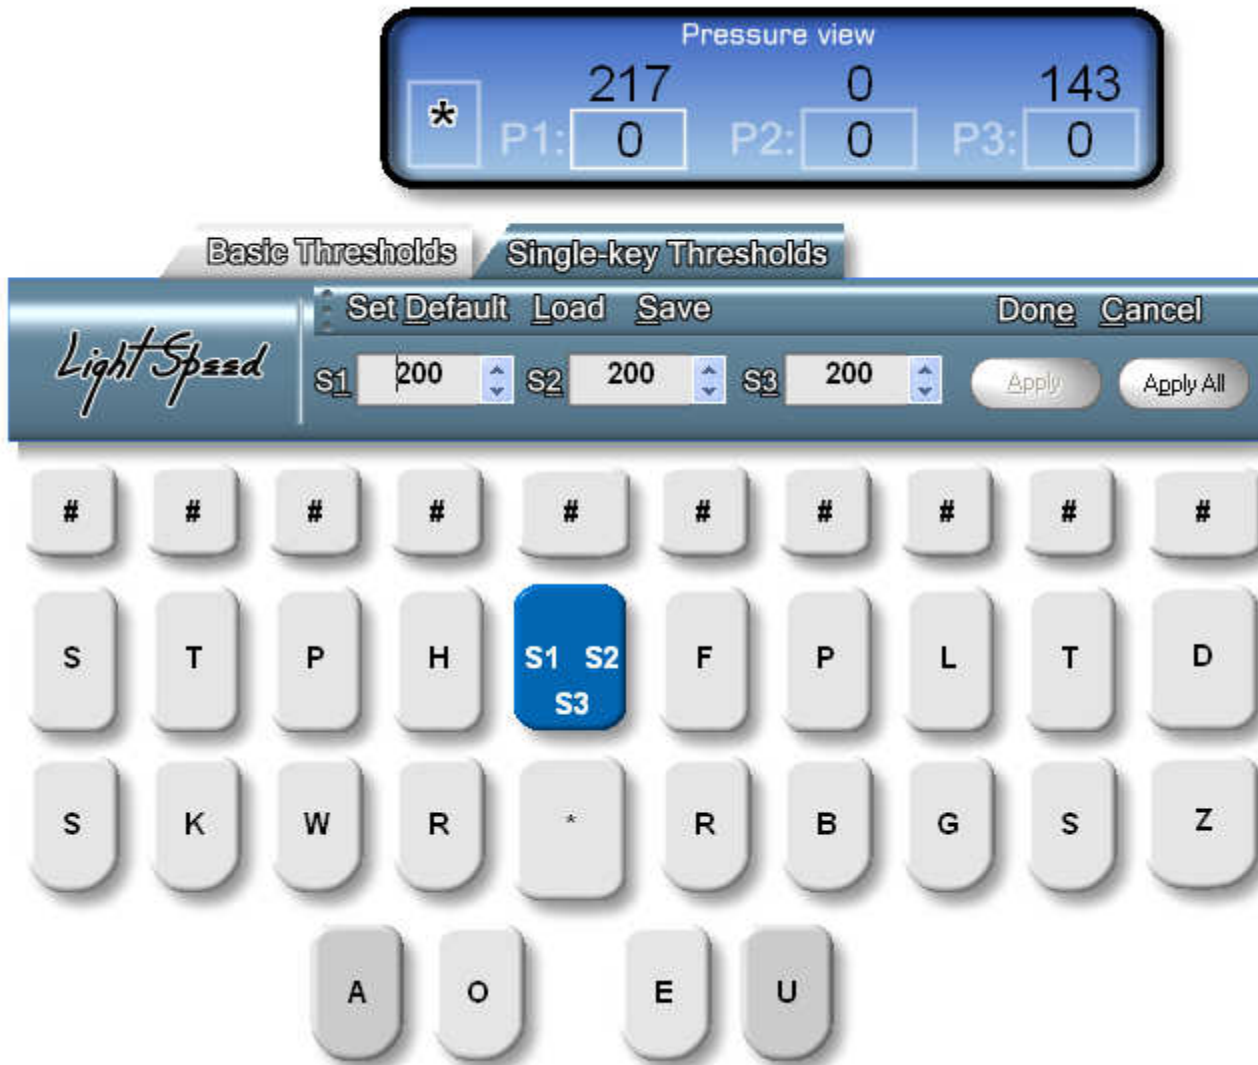 Pressure view
217 0 143
* P1: 0 P2: 0 P3: 0
Basic Thresholds Single-key Thresholds
Set Default Load Save Done Cancel
LightSpeed
S1 200 S2 200 S3 200 Apply Apply All
# # # # # # # # # #
S T P H S1 S2 F P L T D
S3
S K W R * R B G S Z
A O E U